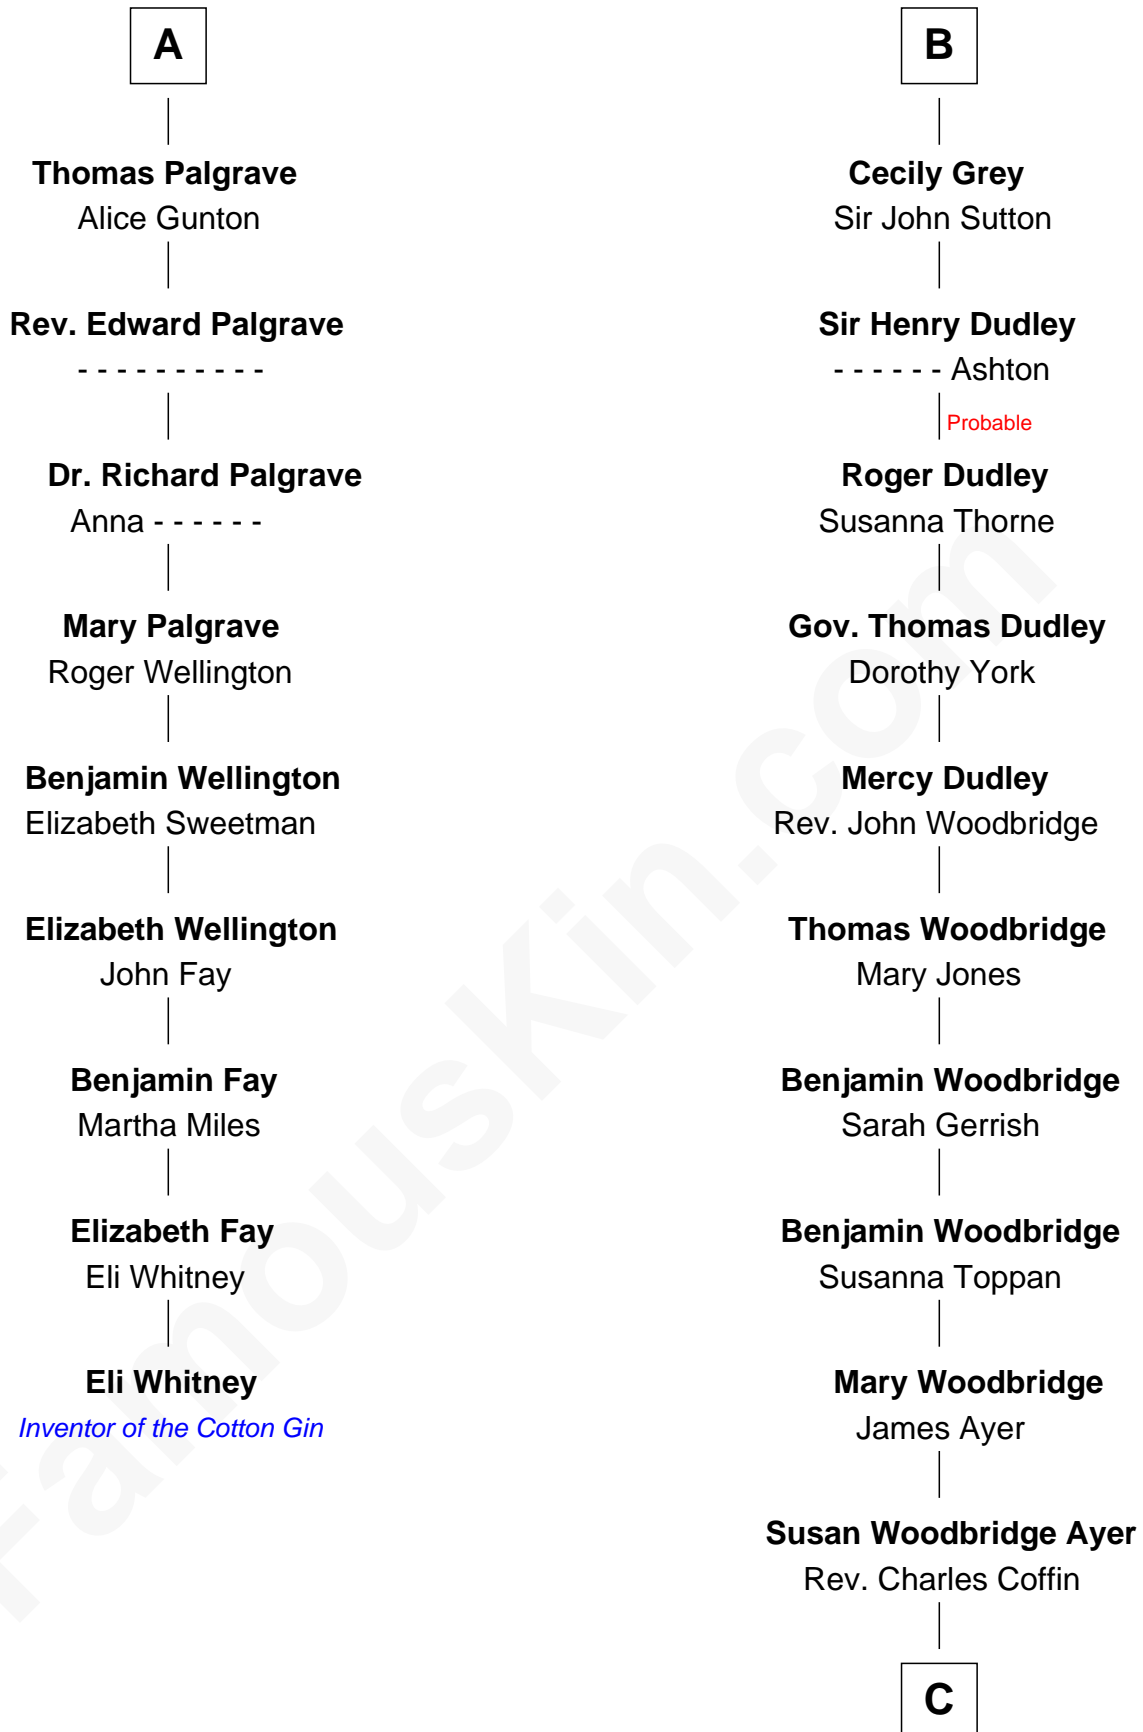 A
Thomas Palgrave
Alice Gunton
Rev. Edward Palgrave
- - - - - - - - - -
Dr. Richard Palgrave
Anna - - - - - -
Mary Palgrave
Roger Wellington
Benjamin Wellington
Elizabeth Sweetman
Elizabeth Wellington
John Fay
Benjamin Fay
Martha Miles
Elizabeth Fay
Eli Whitney
Eli Whitney
Inventor of the Cotton Gin
B
Cecily Grey
Sir John Sutton
Sir Henry Dudley
- - - - - - Ashton
Probable
Roger Dudley
Susanna Thorne
Gov. Thomas Dudley
Dorothy York
Mercy Dudley
Rev. John Woodbridge
Thomas Woodbridge
Mary Jones
Benjamin Woodbridge
Sarah Gerrish
Benjamin Woodbridge
Susanna Toppan
Mary Woodbridge
James Ayer
Susan Woodbridge Ayer
Rev. Charles Coffin
C
FamousKin.com